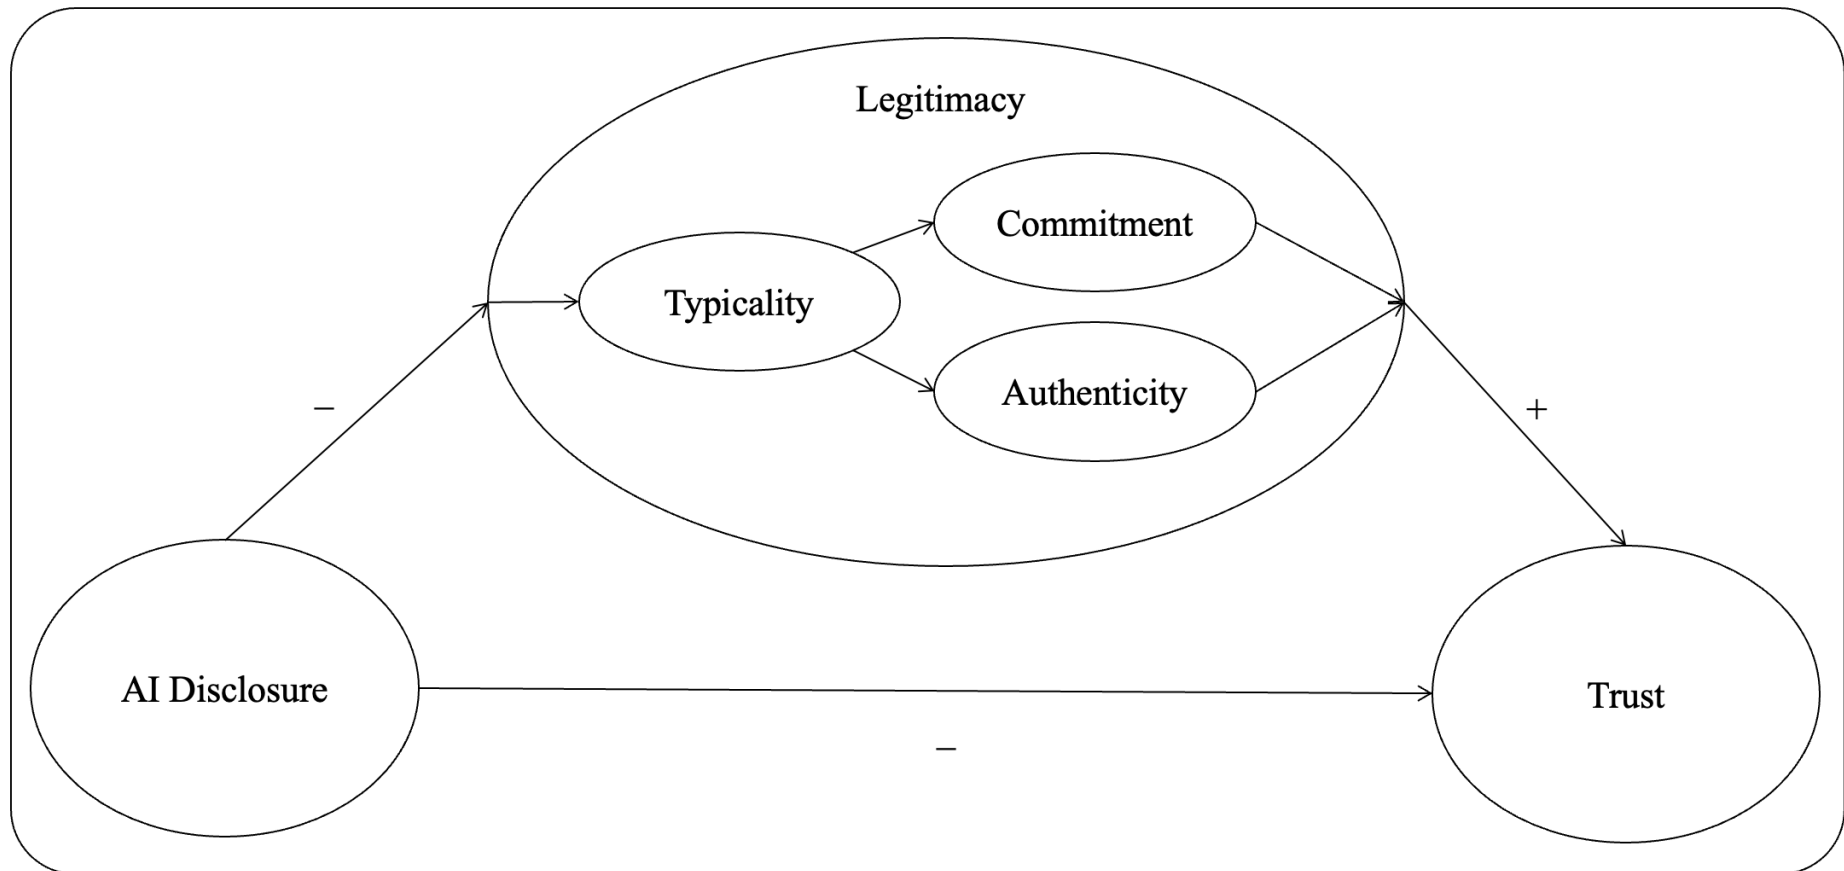 Legitimacy
Commitment
Typicality
Authenticity
–
+
AI Disclosure
Trust
–